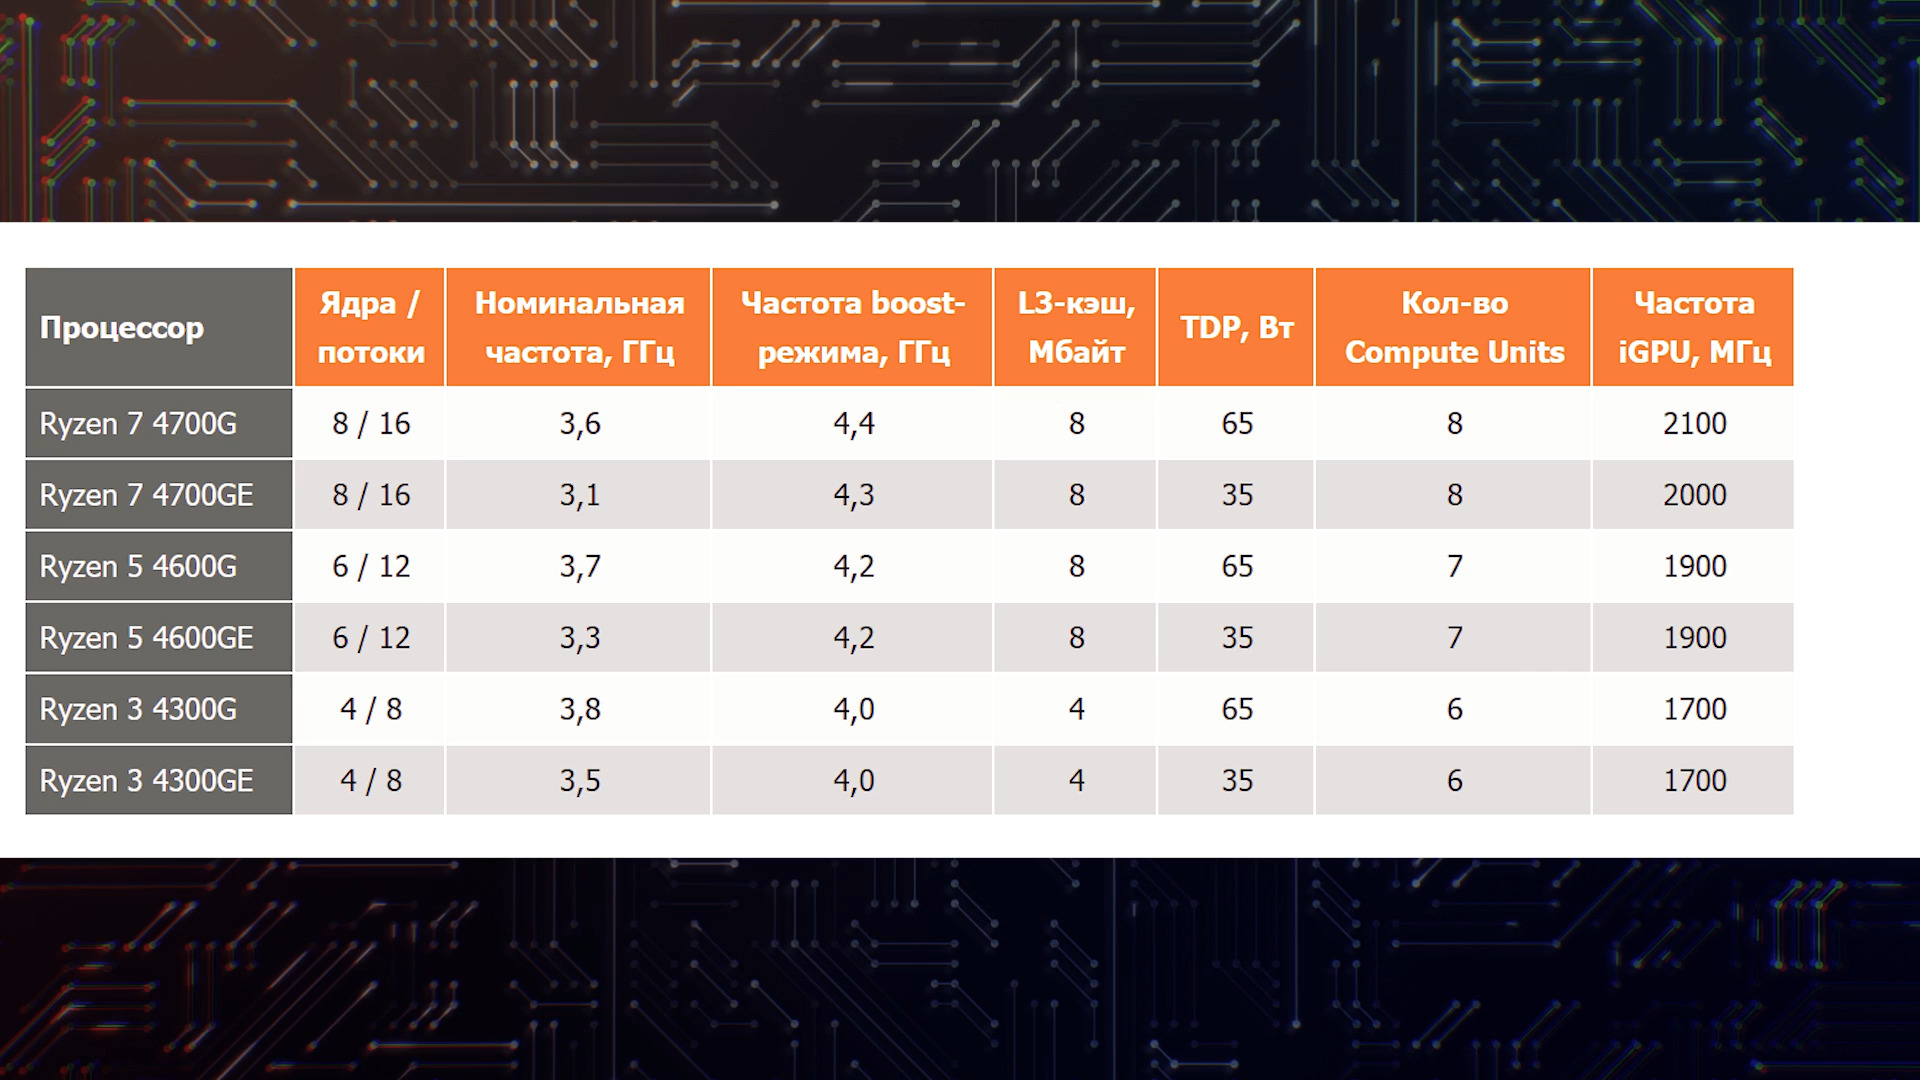 Процессор Ядра / потоки Номинальная частота, ГГц Частота boost-режима, ГГц L3-кэш, Мбайт TDP, Вт Кол-во Compute Units Частота iGPU, МГц
Ryzen 7 4700G 8 / 16 3,6 4,4 8 65 8 2100
Ryzen 7 4700GE 8 / 16 3,1 4,3 8 35 8 2000
Ryzen 5 4600G 6 / 12 3,7 4,2 8 65 7 1900
Ryzen 5 4600GE 6 / 12 3,3 4,2 8 35 7 1900
Ryzen 3 4300G 4 / 8 3,8 4,0 4 65 6 1700
Ryzen 3 4300GE 4 / 8 3,5 4,0 4 35 6 1700